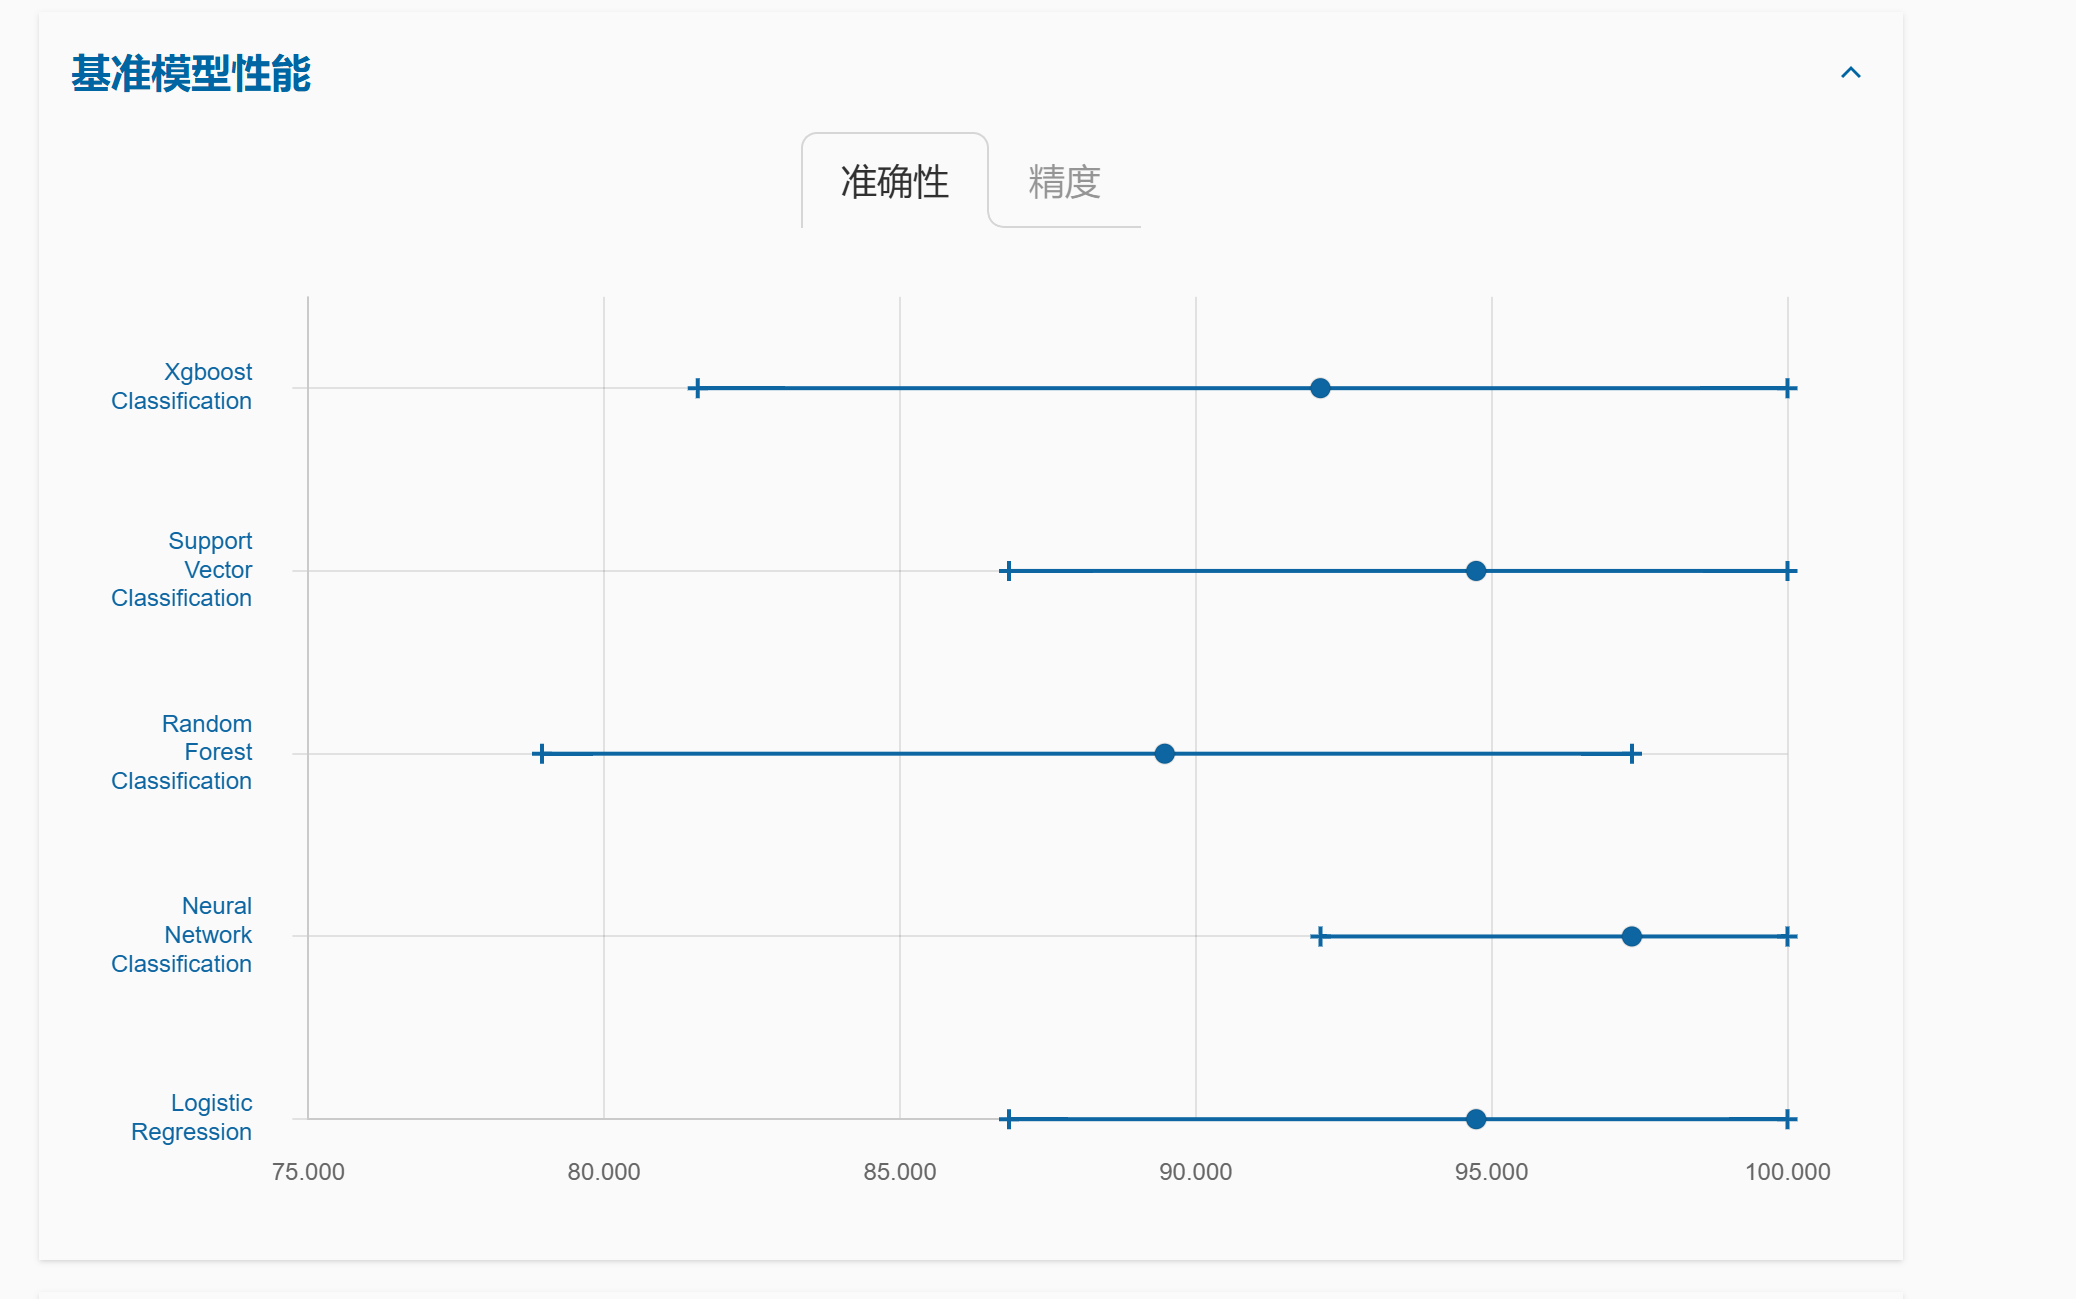 基准模型性能
准确性
精度
Xgboost
Classification
Support
Vector
Classification
Random
Forest
Classification
Neural
Network
Classification
Logistic
Regression
75.000 80.000 85.000 90.000 95.000 100.000